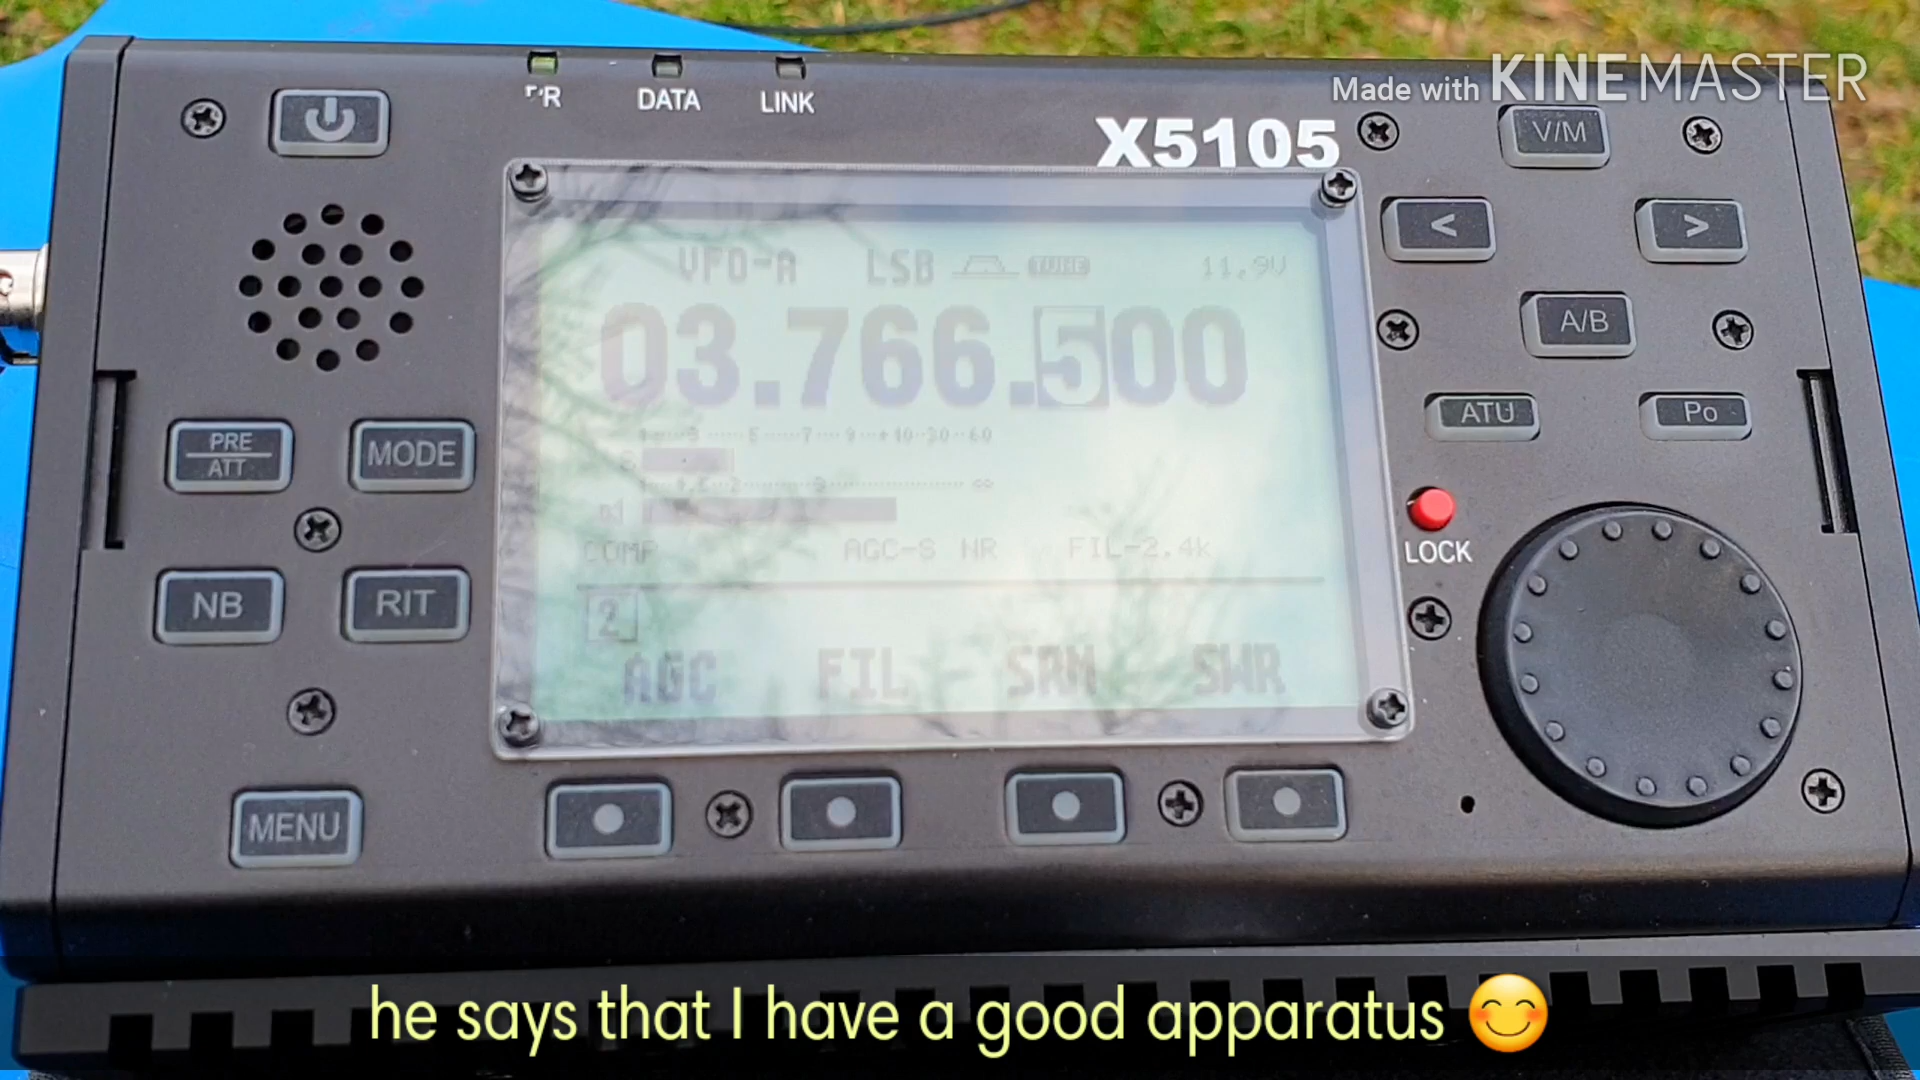 Made with KINEMASTER
PR DATA LINK
X5105
V/M
<
>
VFO-A LSB TUNE 11.9V
03.766.500
A/B
ATU
Po
PRE
ATT
MODE
S
LOCK
COMP AGC-S NR FIL-2.4k
NB
RIT
2
AGC FIL SPM SWR
MENU
he says that I have a good apparatus 😊